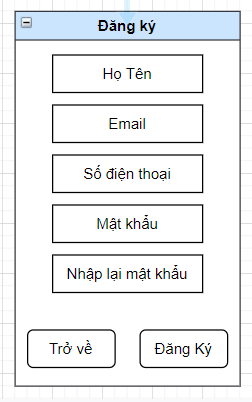 Đăng ký
Họ Tên
Email
Số điện thoại
Mật khẩu
Nhập lại mật khẩu
Trở về
Đăng Ký